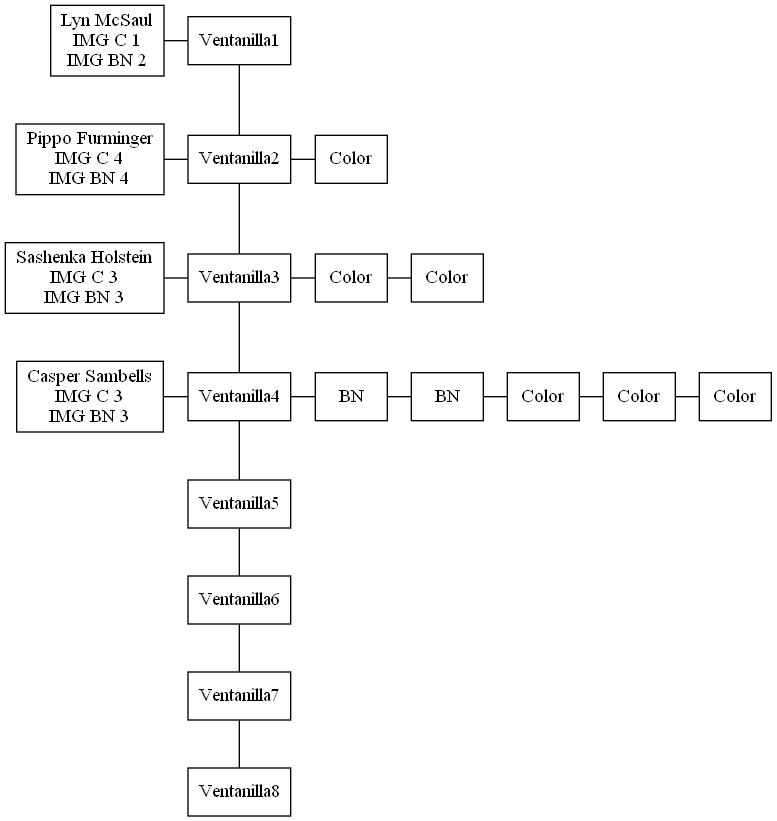 Lyn McSaul
IMG C 1
IMG BN 2
Ventanilla1
Pippo Furminger
IMG C 4
IMG BN 4
Ventanilla2
Color
Sashenka Holstein
IMG C 3
IMG BN 3
Ventanilla3
Color
Color
Casper Sambells
IMG C 3
IMG BN 3
Ventanilla4
BN
BN
Color
Color
Color
Ventanilla5
Ventanilla6
Ventanilla7
Ventanilla8